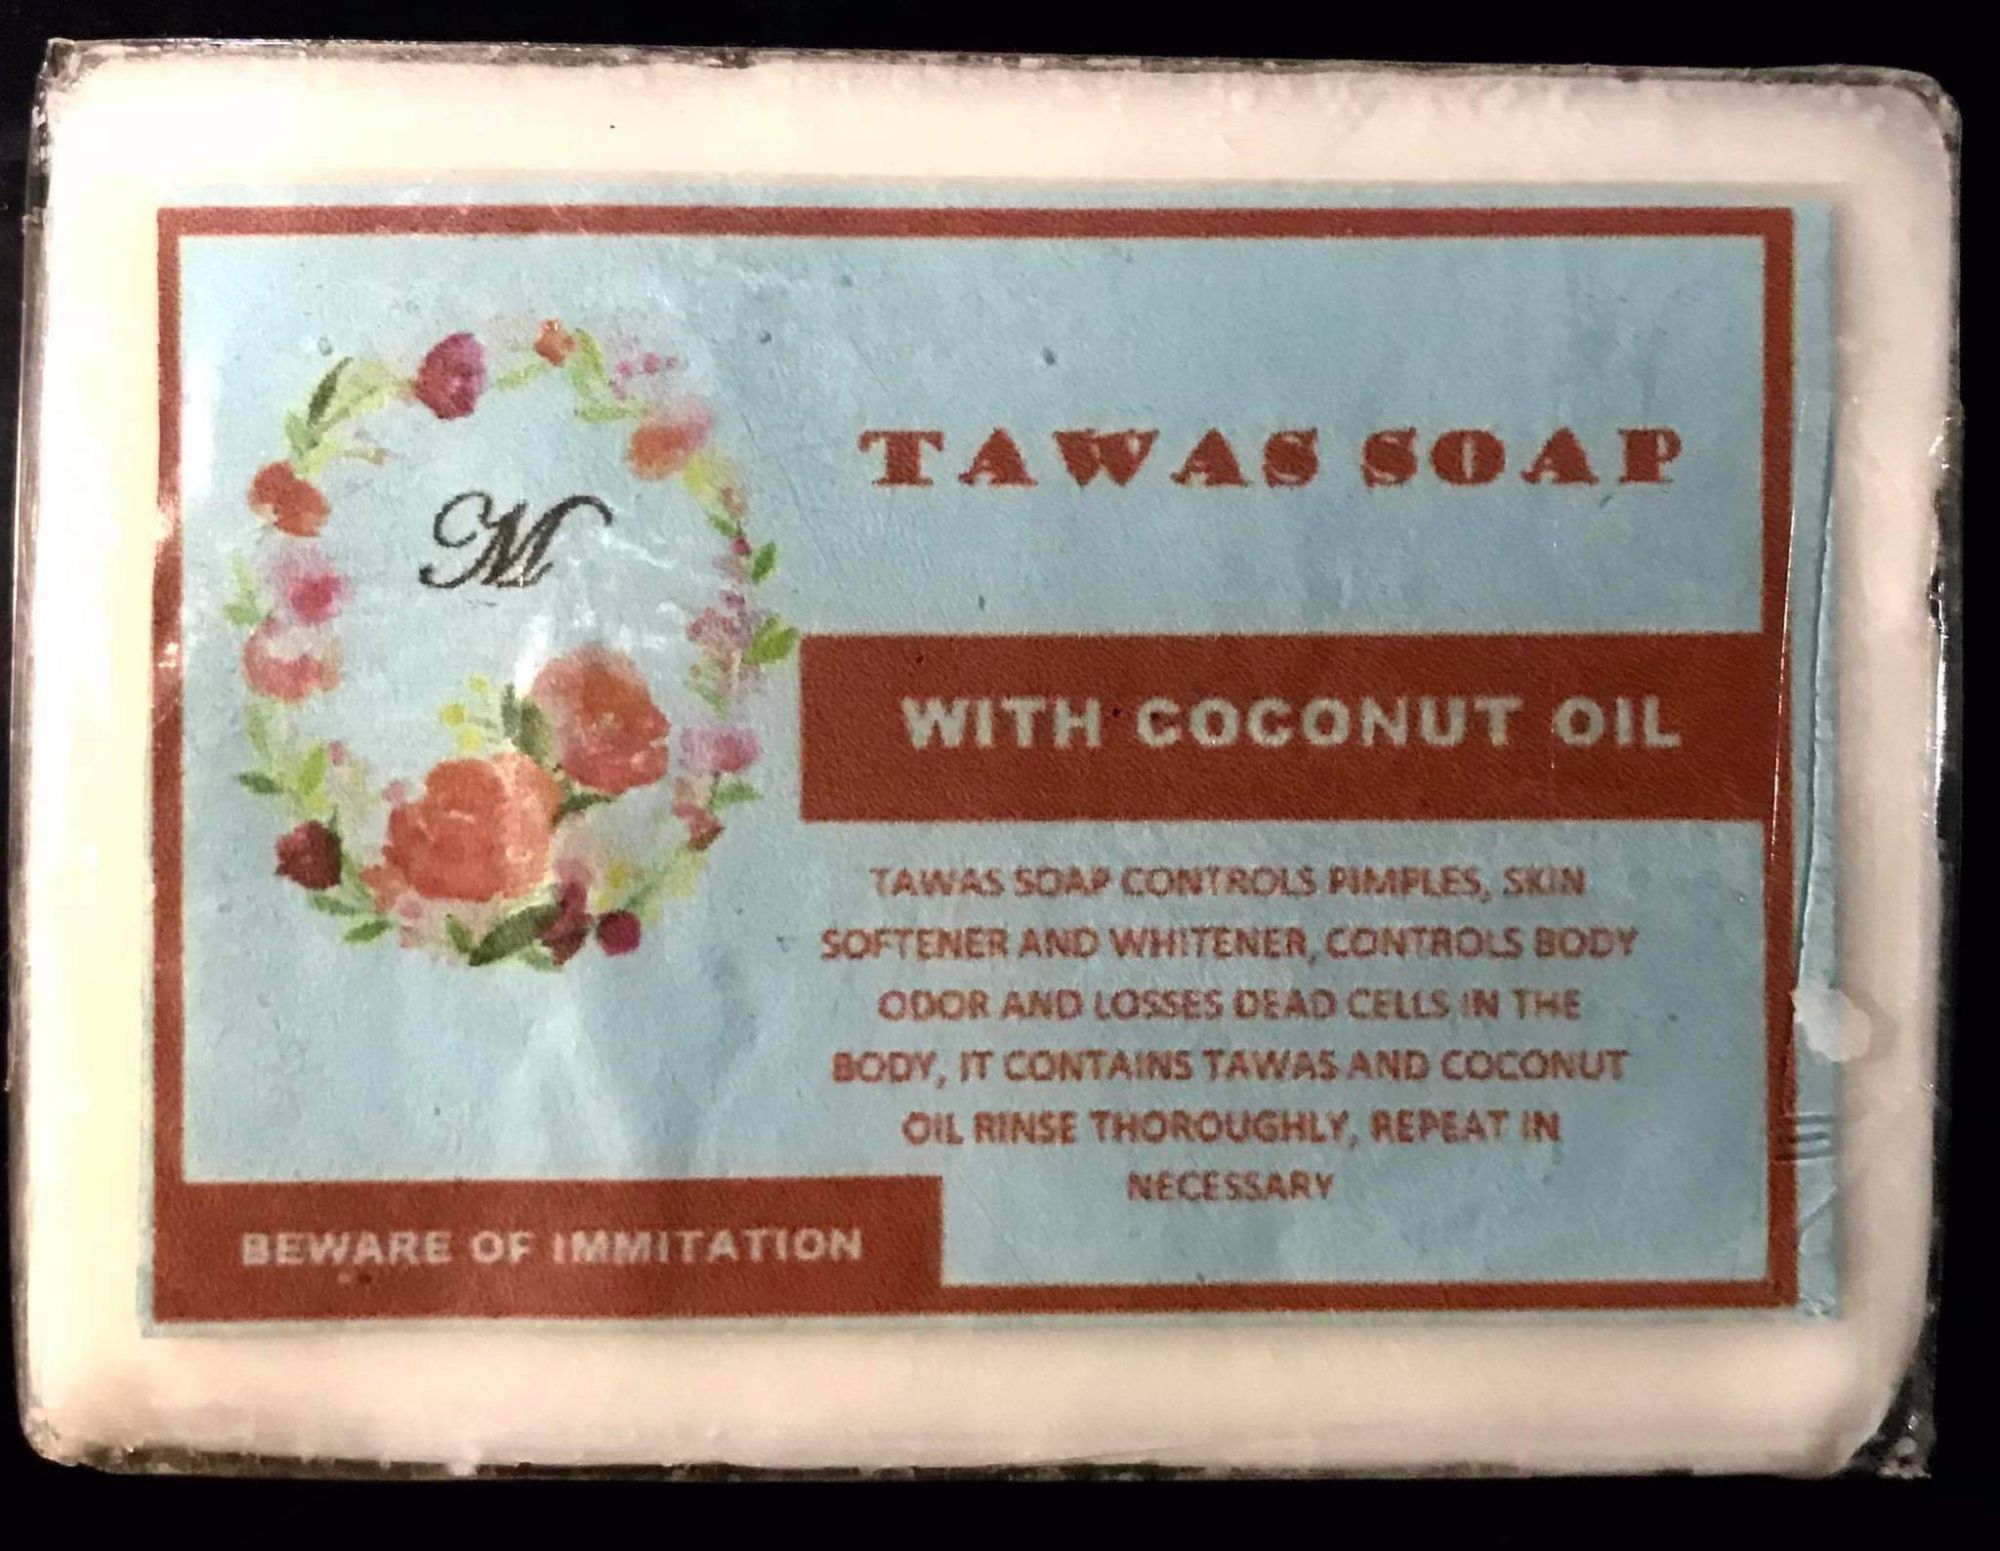 M
TAWAS SOAP
WITH COCONUT OIL
TAWAS SOAP CONTROLS PIMPLES, SKIN
SOFTENER AND WHITENER, CONTROLS BODY
ODOR AND LOSSES DEAD CELLS IN THE
BODY, IT CONTAINS TAWAS AND COCONUT
OIL RINSE THOROUGHLY, REPEAT IN
NECESSARY
BEWARE OF IMMITATION